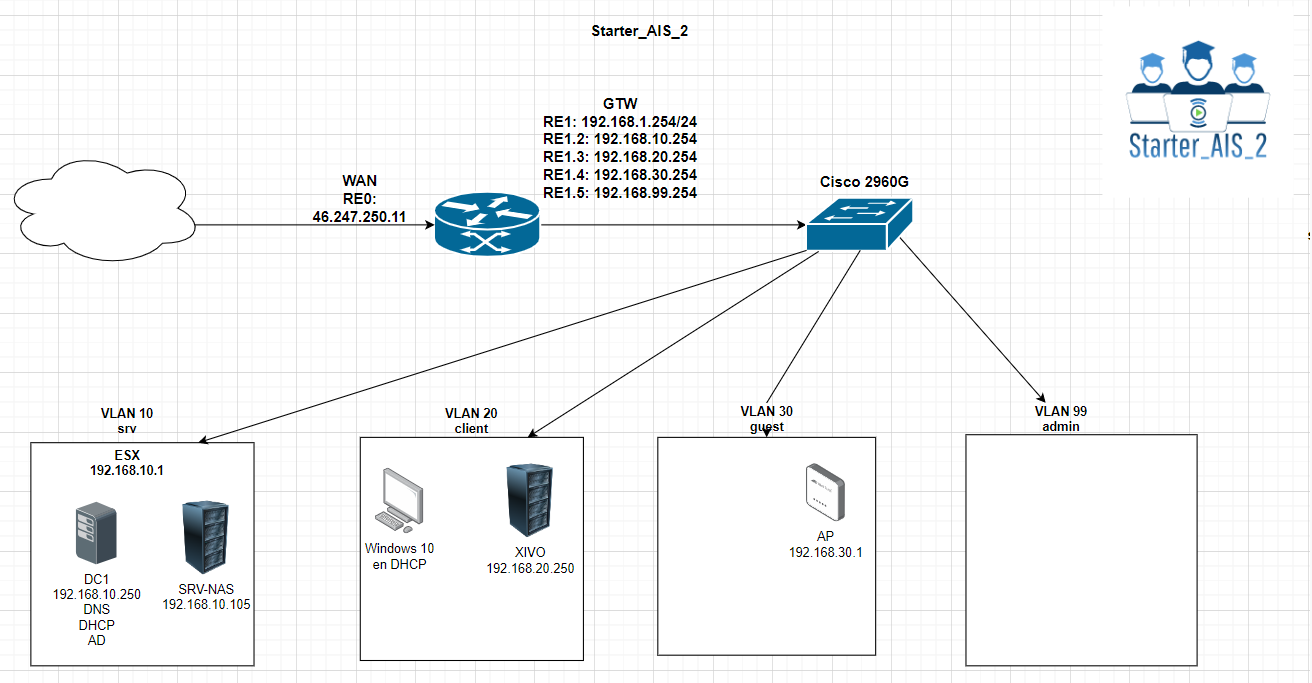 Starter_AIS_2
Starter_AIS_2
GTW
RE1: 192.168.1.254/24
RE1.2: 192.168.10.254
RE1.3: 192.168.20.254
RE1.4: 192.168.30.254
RE1.5: 192.168.99.254
WAN
RE0:
46.247.250.11
Cisco 2960G
VLAN 10
srv
ESX
192.168.10.1
DC1
192.168.10.250
DNS
DHCP
AD
SRV-NAS
192.168.10.105
VLAN 20
client
Windows 10
en DHCP
XIVO
192.168.20.250
VLAN 30
guest
AP
192.168.30.1
VLAN 99
admin